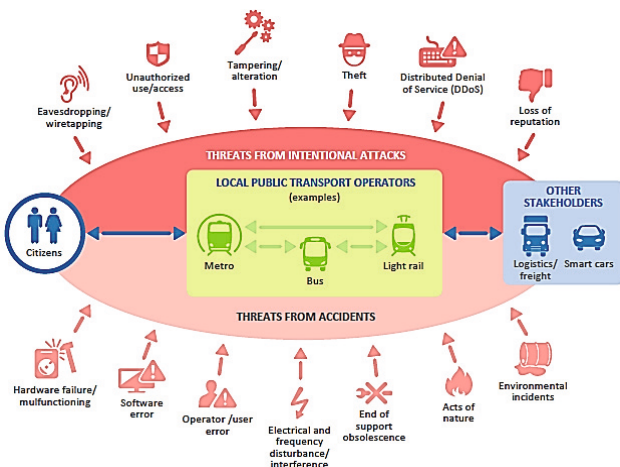 Eavesdropping/
wiretapping
Unauthorized
use/access
Tampering/
alteration
Theft
Distributed Denial
of Service (DDoS)
Loss of
reputation
THREATS FROM INTENTIONAL ATTACKS
LOCAL PUBLIC TRANSPORT OPERATORS
(examples)
Metro
Bus
Light rail
Citizens
OTHER
STAKEHOLDERS
Logistics/
freight
Smart cars
THREATS FROM ACCIDENTS
Hardware failure/
mulfunctioning
Software
error
Operator /user
error
Electrical and
frequency
disturbance/
interference
End of
support
obsolescence
Acts of
nature
Environmental
incidents